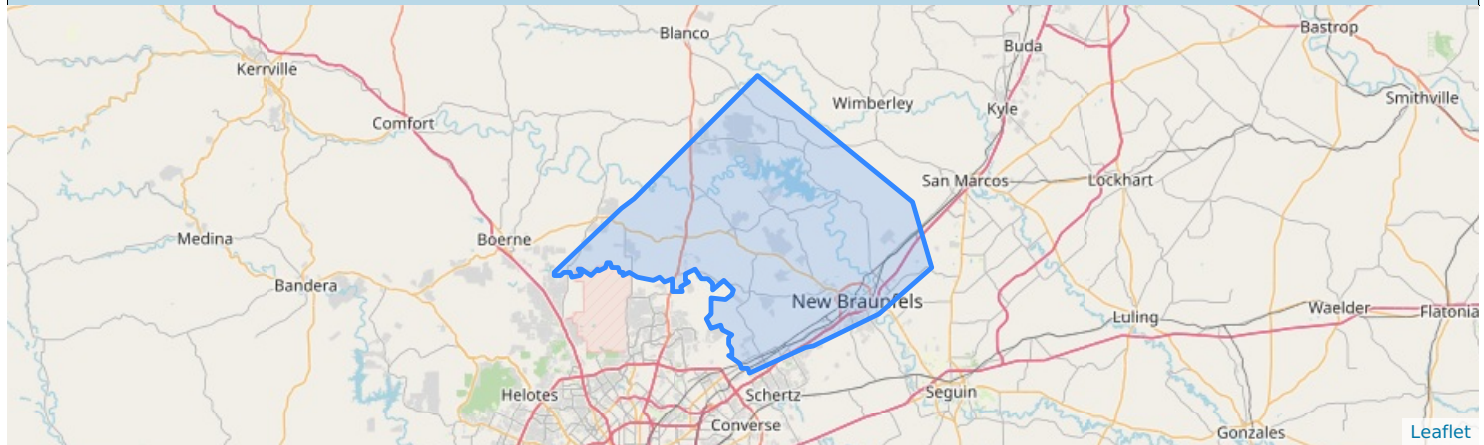 Blanco
Bastrop
Buda
Kerrville
Smithville
Wimberley
Kyle
Comfort
San Marcos
Lockhart
Medina
Boerne
Bandera
New Braunfels
Waelder
Flatonia
Luling
Helotes
Schertz
Seguin
Converse
Gonzales
Leaflet